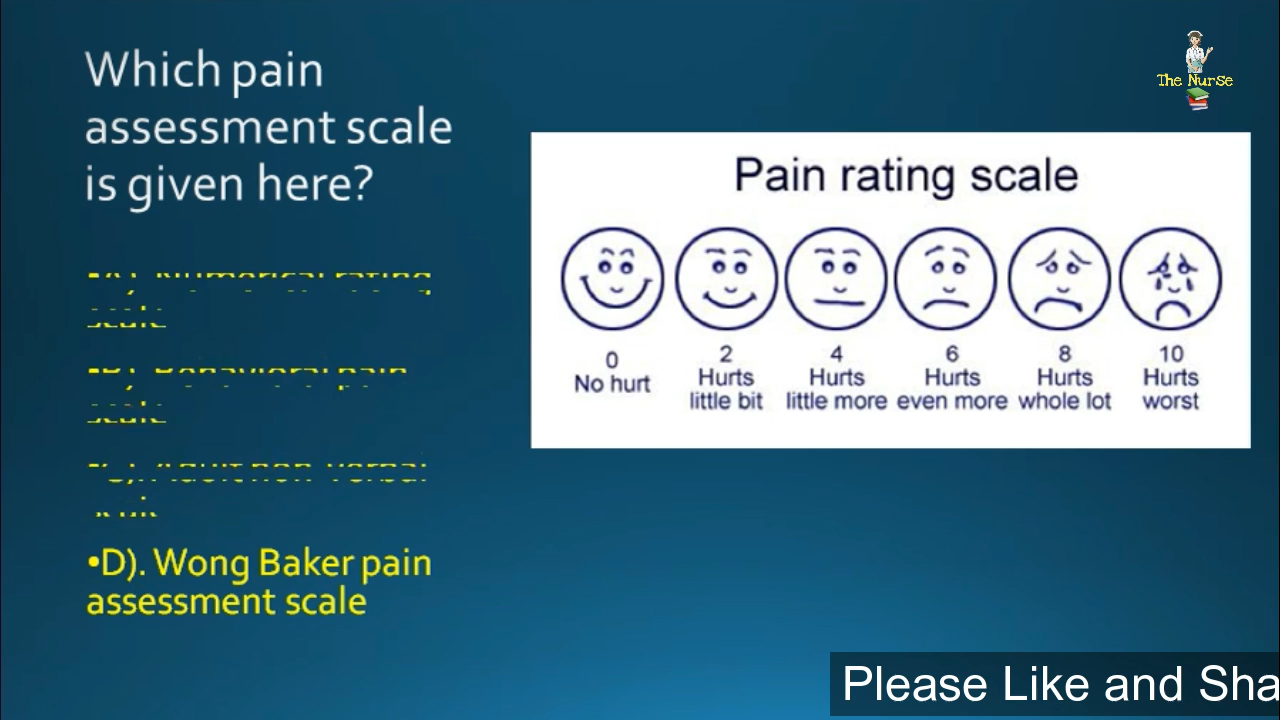 Which pain
assessment scale
is given here?
•D). Wong Baker pain
assessment scale
The Nurse
Pain rating scale
0
No hurt
2
Hurts
little bit
4
Hurts
little more
6
Hurts
even more
8
Hurts
whole lot
10
Hurts
worst
Please Like and Sha